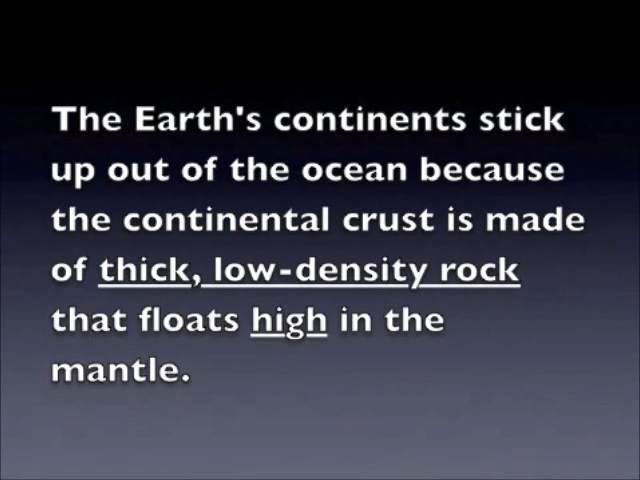 The Earth's continents stick
up out of the ocean because
the continental crust is made
of thick, low-density rock
that floats high in the
mantle.